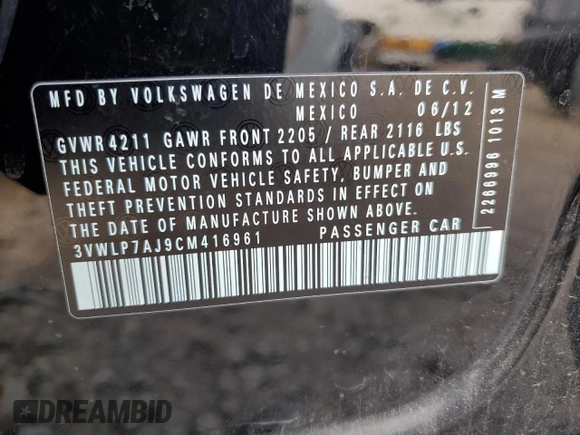 MFD BY VOLKSWAGEN DE MEXICO S.A. DE C.V.
MEXICO 06/12
GVWR 4211 GAWR FRONT 2205 / REAR 2116 LBS
THIS VEHICLE CONFORMS TO ALL APPLICABLE U.S.
FEDERAL MOTOR VEHICLE SAFETY, BUMPER AND
THEFT PREVENTION STANDARDS IN EFFECT ON
THE DATE OF MANUFACTURE SHOWN ABOVE.
3VWLP7AJ9CM416961 PASSENGER CAR
2266996 1013 M
DREAMBID